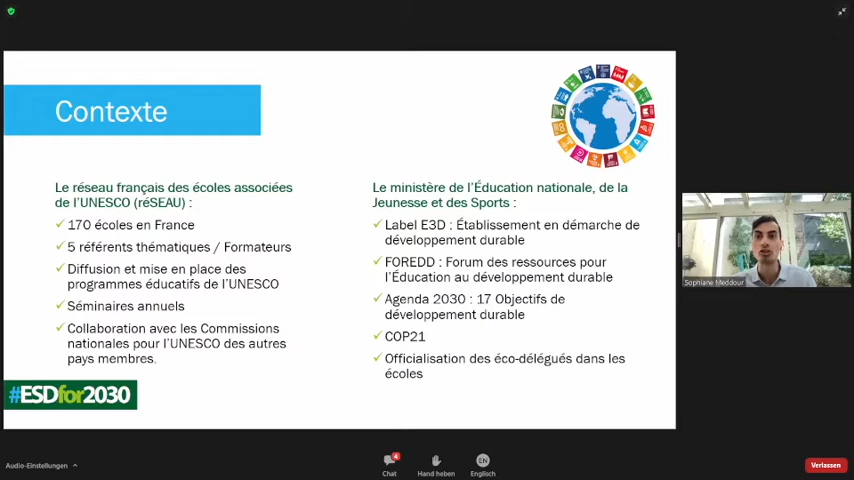 Contexte
Le réseau français des écoles associées
de l'UNESCO (réSEAU) :
170 écoles en France
5 référents thématiques / Formateurs
Diffusion et mise en place des
programmes éducatifs de l'UNESCO
Séminaires annuels
Collaboration avec les Commissions
nationales pour l'UNESCO des autres
pays membres.
#ESDfor2030
Le ministère de l'Éducation nationale, de la
Jeunesse et des Sports :
Label E3D : Établissement en démarche de
développement durable
FOREDD : Forum des ressources pour
l'Éducation au développement durable
Agenda 2030 : 17 Objectifs de
développement durable
COP21
Officialisation des éco-délégués dans les
écoles
Sophiane Meddour
Audio-Einstellungen
4
Chat
Hand heben
EN
Englisch
Verlassen